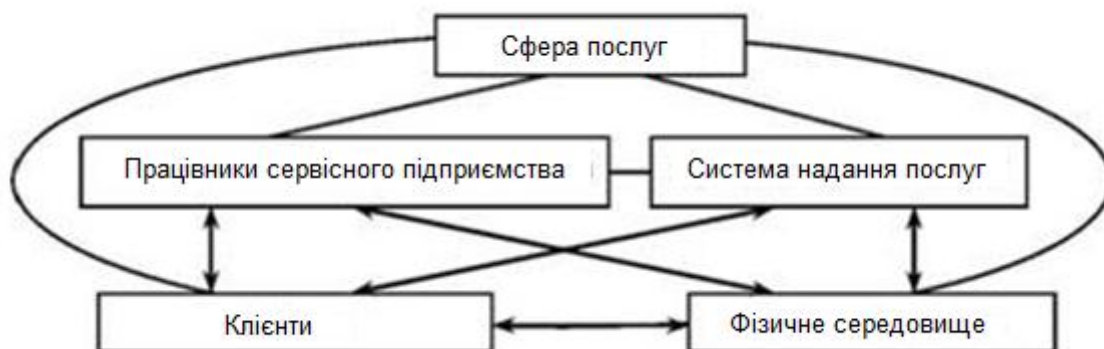 Сфера послуг
Працівники сервісного підприємства
Система надання послуг
Клієнти
Фізичне середовище